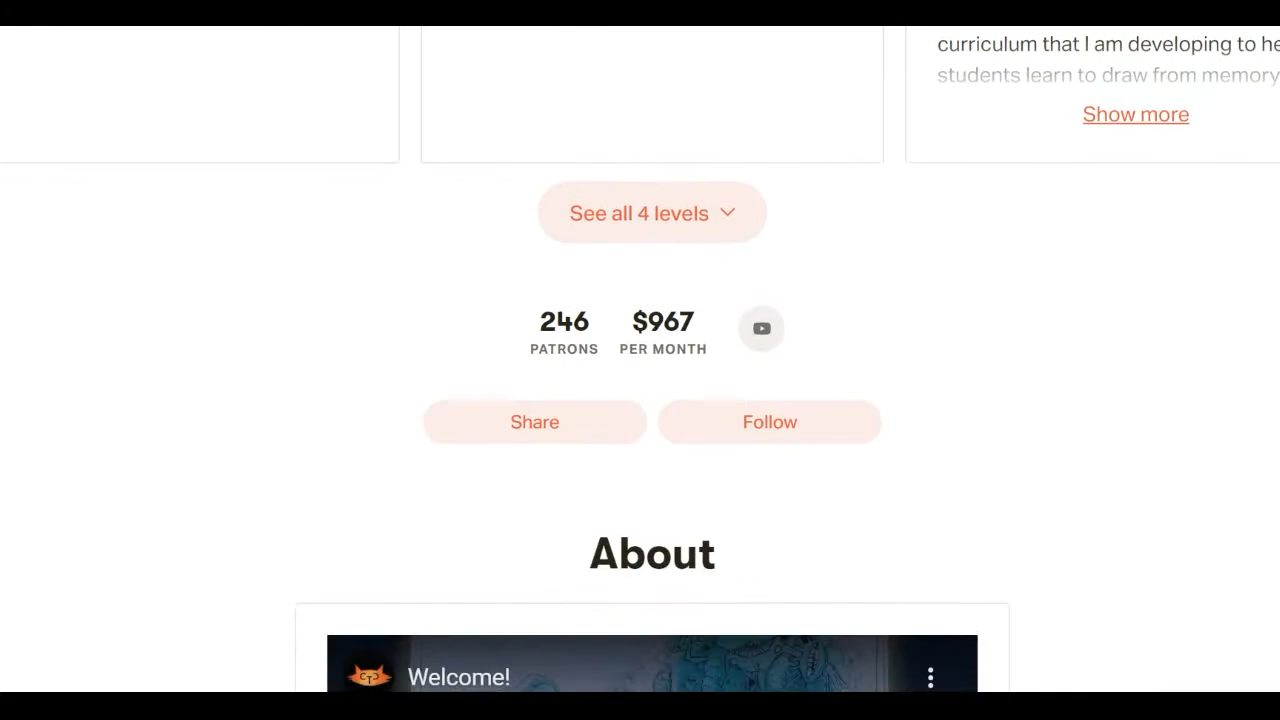 curriculum that I am developing to he
students learn to draw from memory
Show more
See all 4 levels
246
PATRONS
$967
PER MONTH
Share
Follow
About
Welcome!